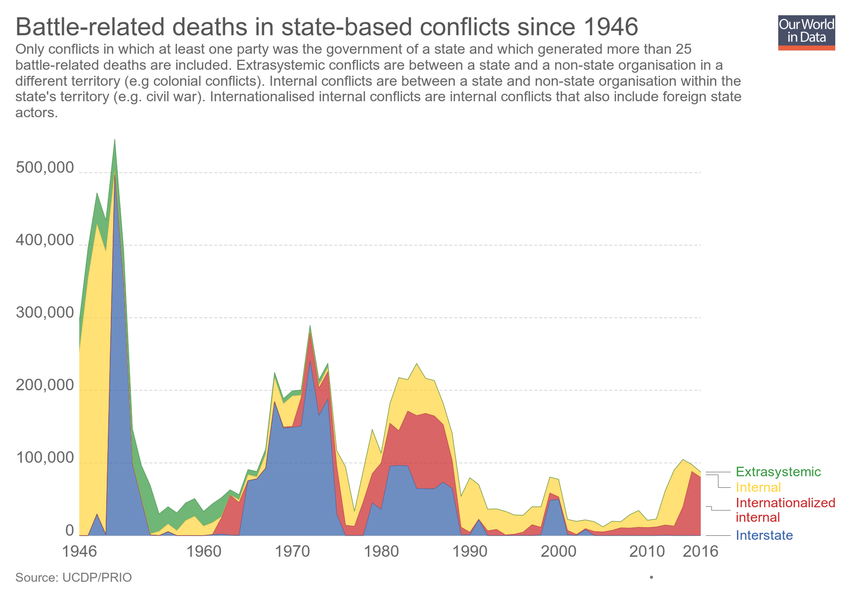 Battle-related deaths in state-based conflicts since 1946
Our World
in Data
Only conflicts in which at least one party was the government of a state and which generated more than 25
battle-related deaths are included. Extrasystemic conflicts are between a state and a non-state organisation in a
different territory (e.g colonial conflicts). Internal conflicts are between a state and non-state organisation within the
state's territory (e.g. civil war). Internationalised internal conflicts are internal conflicts that also include foreign state
actors.
500,000
400,000
300,000
200,000
100,000
0
Extrasystemic
Internal
Internationalized
internal
Interstate
1946 1960 1970 1980 1990 2000 2010 2016
Source: UCDP/PRIO